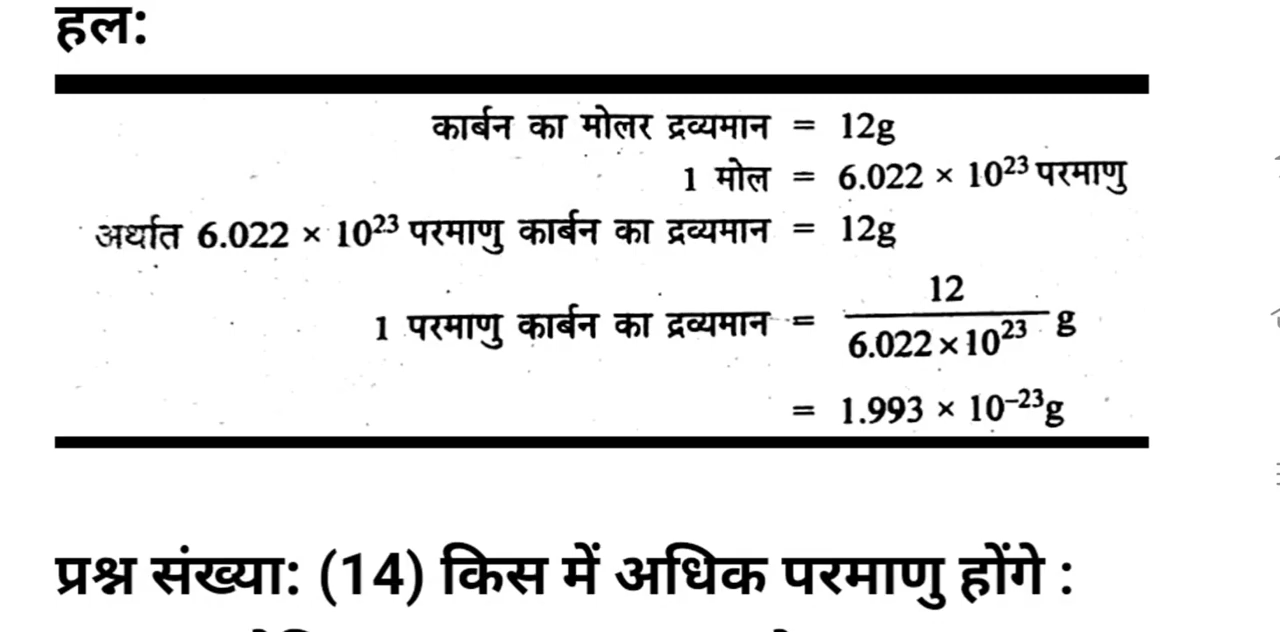 हल:
कार्बन का मोलर द्रव्यमान = 12g
1 मोल = 6.022 × 10²³ परमाणु
अर्थात 6.022 × 10²³ परमाणु कार्बन का द्रव्यमान = 12g
1 परमाणु कार्बन का द्रव्यमान = 12 / 6.022 × 10²³ g
= 1.993 × 10⁻²³g
प्रश्न संख्या: (14) किस में अधिक परमाणु होंगे :